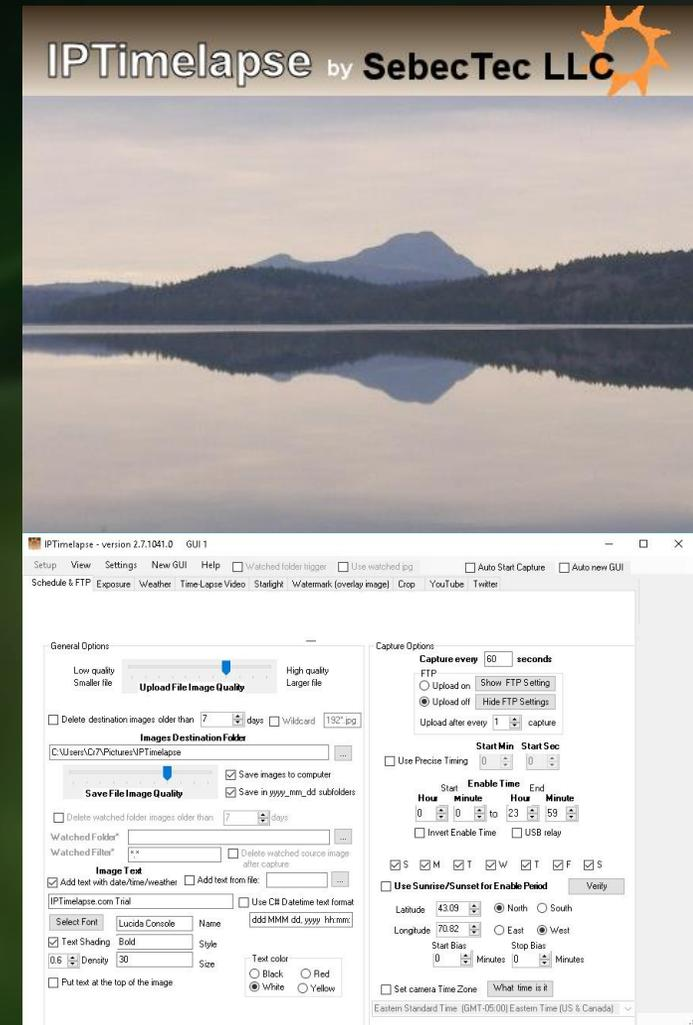 IPTimelapse by SebecTec LLC
IPTimelapse - version 2.7.1041.0 GUI 1
Setup View Settings New GUI Help Watched folder trigger Use watched jpg Auto Start Capture Auto new GUI
Schedule & FTP Exposure Weather Time-Lapse Video Starlight Watermark (overlay image) Crop YouTube Twitter
General Options
Low quality High quality
Smaller file Larger file
Upload File Image Quality
Delete destination images older than 7 days Wildcard 192*.jpg
Images Destination Folder
C:\Users\Cr7\Pictures\IPTimelapse ...
Save images to computer
Save File Image Quality Save in yyyy_mm_dd subfolders
Delete watched folder images older than 7 days
Watched Folder* ...
Watched Filter* *.* Delete watched source image
after capture
Image Text
Add text with date/time/weather Add text from file: ...
IPTimelapse.com Trial Use C# Datetime text format
Select Font Lucida Console Name ddd MMM dd, yyyy hh:mm:
Text Shading Bold Style
0.6 Density 30 Size
Put text at the top of the image
Text color
Black Red
White Yellow
Capture Options
Capture every 60 seconds
FTP
Upload on Show FTP Setting
Upload off Hide FTP Settings
Upload after every 1 capture
Start Min Start Sec
Use Precise Timing 0 0
Start Enable Time End
Hour Minute Hour Minute
0 0 to 23 59
Invert Enable Time USB relay
S M T W T F S
Use Sunrise/Sunset for Enable Period Verify
Latitude 43.09 North South
Longitude 70.82 East West
Start Bias Stop Bias
0 Minutes 0 Minutes
Set camera Time Zone What time is it
Eastern Standard Time (GMT-05:00) Eastern Time (US & Canada)